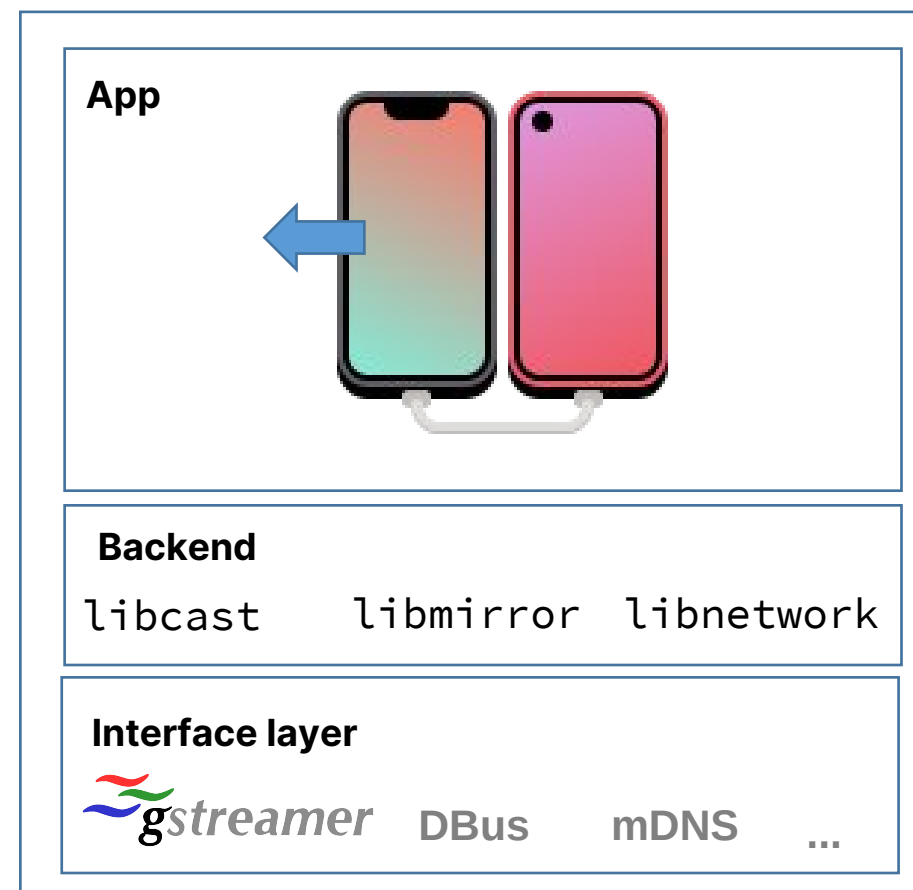 App
Backend
libcast libmirror libnetwork
Interface layer
gstreamer DBus mDNS ...